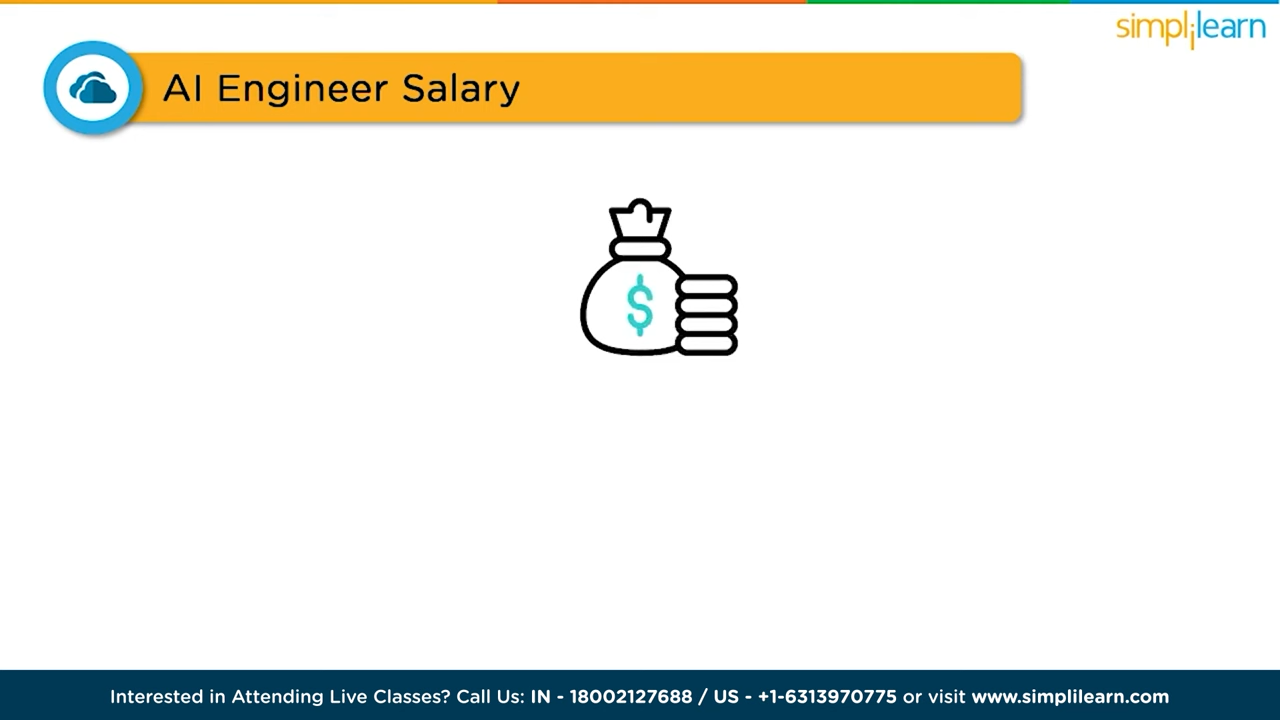 simplilearn
AI Engineer Salary
$
Interested in Attending Live Classes? Call Us: IN - 18002127688 / US - +1-6313970775 or visit www.simplilearn.com